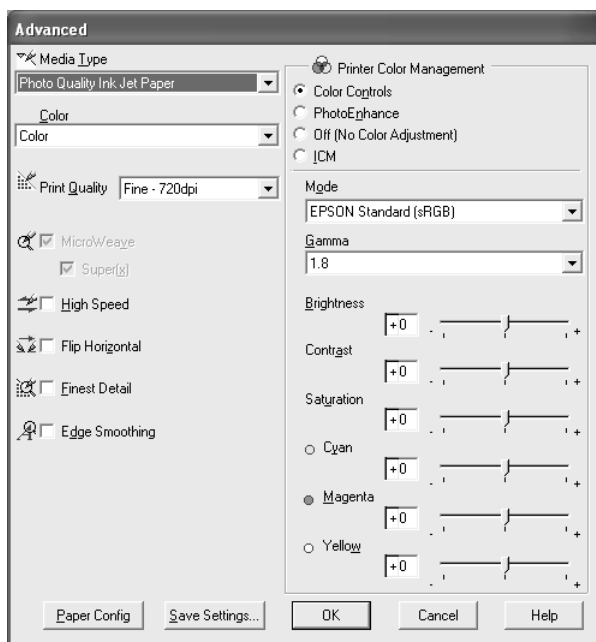 Advanced
Media Type
Photo Quality Ink Jet Paper
Color
Color
Print Quality Fine - 720dpi
MicroWeave
Super(x)
High Speed
Flip Horizontal
Finest Detail
Edge Smoothing
Printer Color Management
Color Controls
PhotoEnhance
Off (No Color Adjustment)
ICM
Mode
EPSON Standard (sRGB)
Gamma
1.8
Brightness
+0 - +
Contrast
+0 - +
Saturation
+0 - +
Cyan
+0 - +
Magenta
+0 - +
Yellow
+0 - +
Paper Config Save Settings... OK Cancel Help